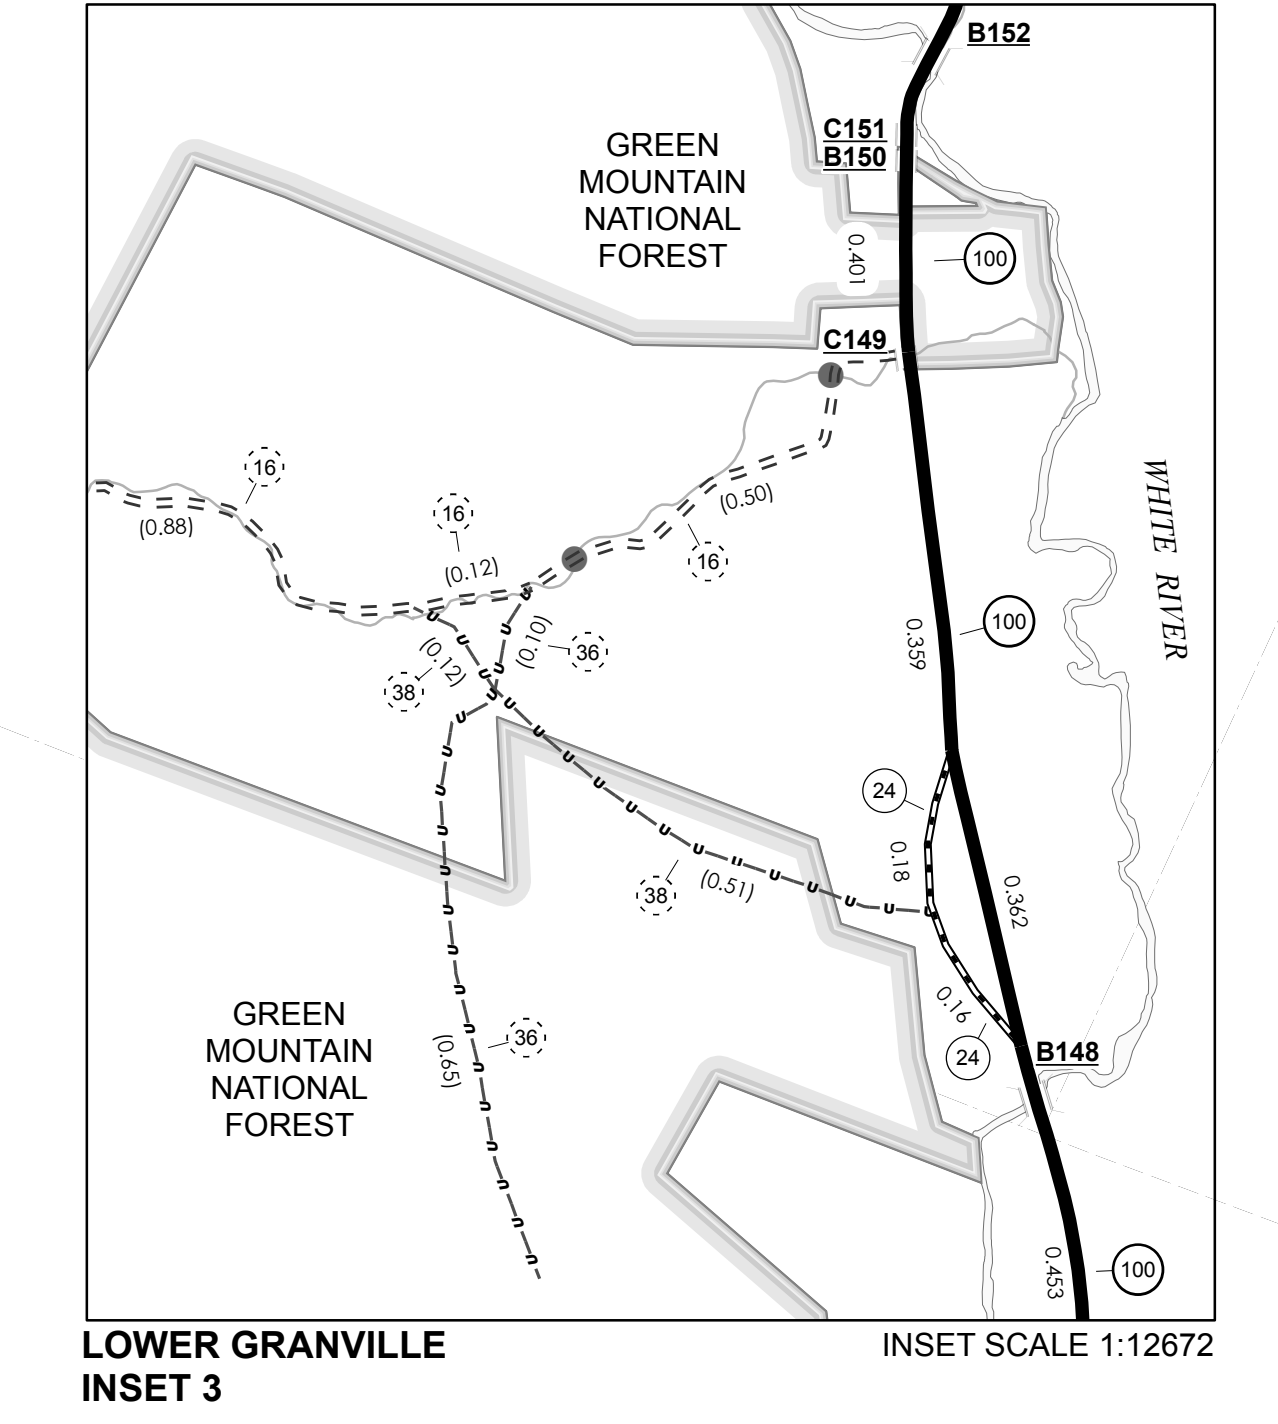 B152
C151
B150
GREEN
MOUNTAIN
NATIONAL
FOREST
0.401
100
C149
16
(0.88)
16
(0.12)
(0.50)
16
WHITE RIVER
100
0.359
(0.10)
36
(0.12)
38
24
0.18
0.362
38
(0.51)
0.16
24
B148
GREEN
MOUNTAIN
NATIONAL
FOREST
36
(0.65)
0.453
100
LOWER GRANVILLE
INSET 3
INSET SCALE 1:12672